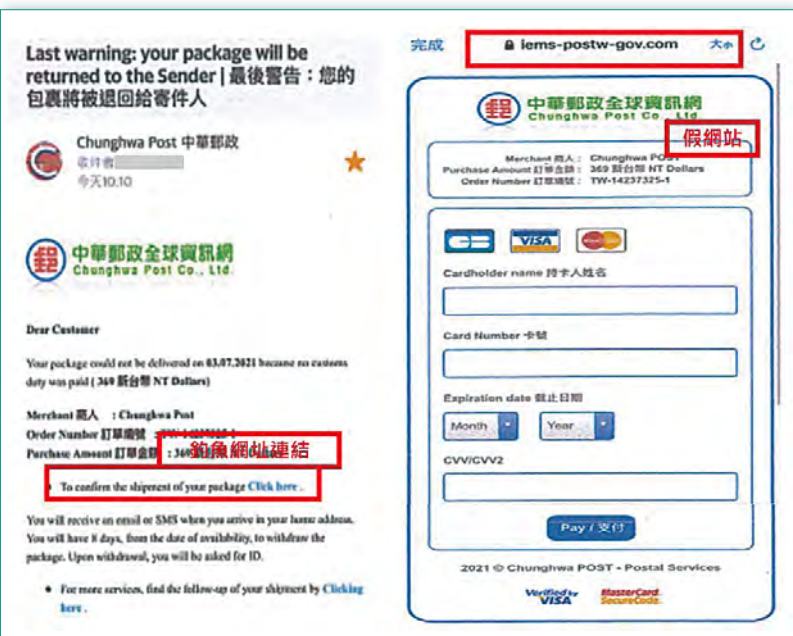 Last warning: your package will be
returned to the Sender | 最後警告：您的
包裹將被退回給寄件人
Chunghwa Post 中華郵政
收件者
今天10:10
郵
中華郵政全球資訊網
Chunghwa Post Co., Ltd.
Dear Customer
Your package could not be delivered on 03.07.2021 because no customs
duty was paid ( 369 新台幣 NT Dollars)
Merchant 商人 : Chunghwa Post
Order Number 訂單編號 :
Purchase Amount 訂單金額 : 369
釣魚網址連結
• To confirm the shipment of your package Click here .
You will receive an email or SMS when you arrive in your home address.
You will have 8 days, from the date of availability, to withdraw the
package. Upon withdrawal, you will be asked for ID.
• For more services, find the follow-up of your shipment by Clicking
here .
完成
iems-postw-gov.com
大小
郵
中華郵政全球資訊網
Chunghwa Post Co., Ltd
假網站
Merchant 商人 : Chunghwa POST
Purchase Amount 訂單金額 : 369 新台幣 NT Dollars
Order Number 訂單編號 : TW-14237325-1
CB
VISA
MasterCard
Cardholder name 持卡人姓名
Card Number 卡號
Expiration date 截止日期
Month
Year
CVV/CVV2
Pay / 支付
2021 © Chunghwa POST - Postal Services
Verified by
VISA
MasterCard.
SecureCode.